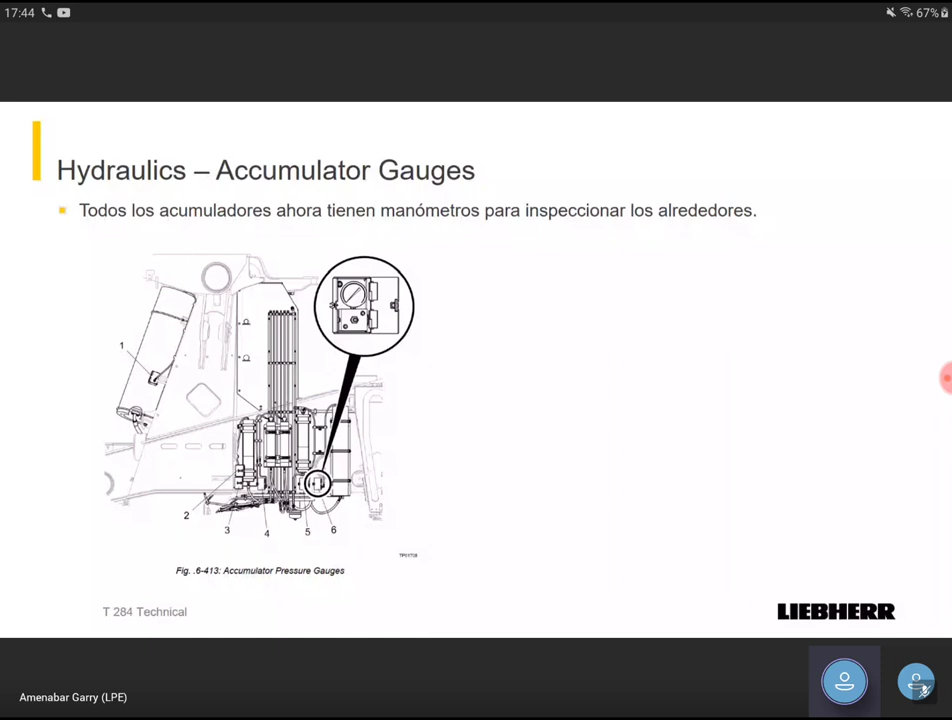 17:44
67%
Hydraulics – Accumulator Gauges
Todos los acumuladores ahora tienen manómetros para inspeccionar los alrededores.
1
2
3
4
5
6
Fig. .6-413: Accumulator Pressure Gauges
T 284 Technical
LIEBHERR
Amenabar Garry (LPE)